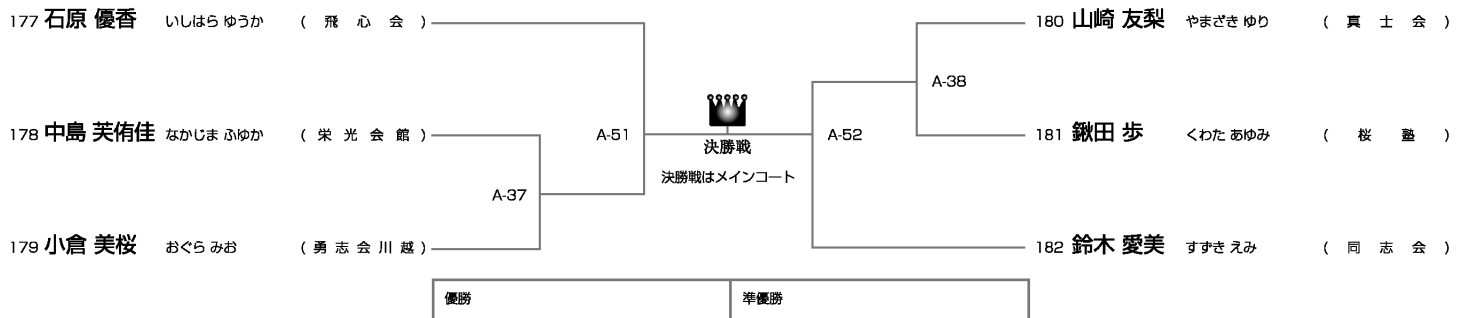 177 石原 優香 いしはら ゆうか ( 飛 心 会 )
178 中島 芙侑佳 なかじま ふゆか ( 栄 光 会 館 )
179 小倉 美桜 おぐら みお ( 勇 志 会 川 越 )
A-37
A-51
決勝戦
決勝戦はメインコート
A-52
A-38
180 山崎 友梨 やまざき ゆり ( 真 士 会 )
181 鍬田 歩 くわた あゆみ ( 桜 塾 )
182 鈴木 愛美 すずき えみ ( 同 志 会 )
優勝
準優勝